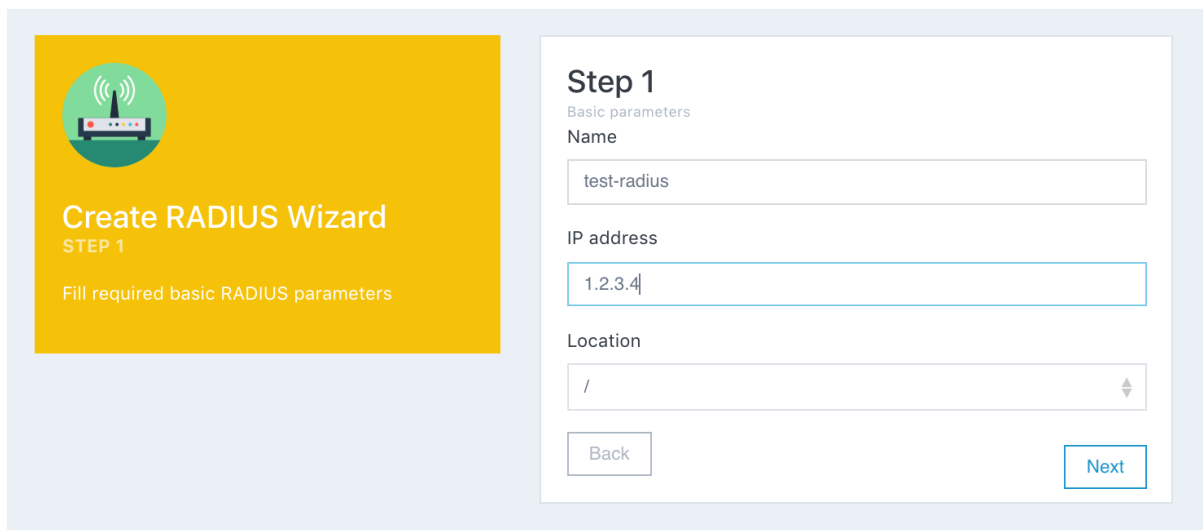 Create RADIUS Wizard
STEP 1
Fill required basic RADIUS parameters
Step 1
Basic parameters
Name
test-radius
IP address
1.2.3.4
Location
/
Back
Next